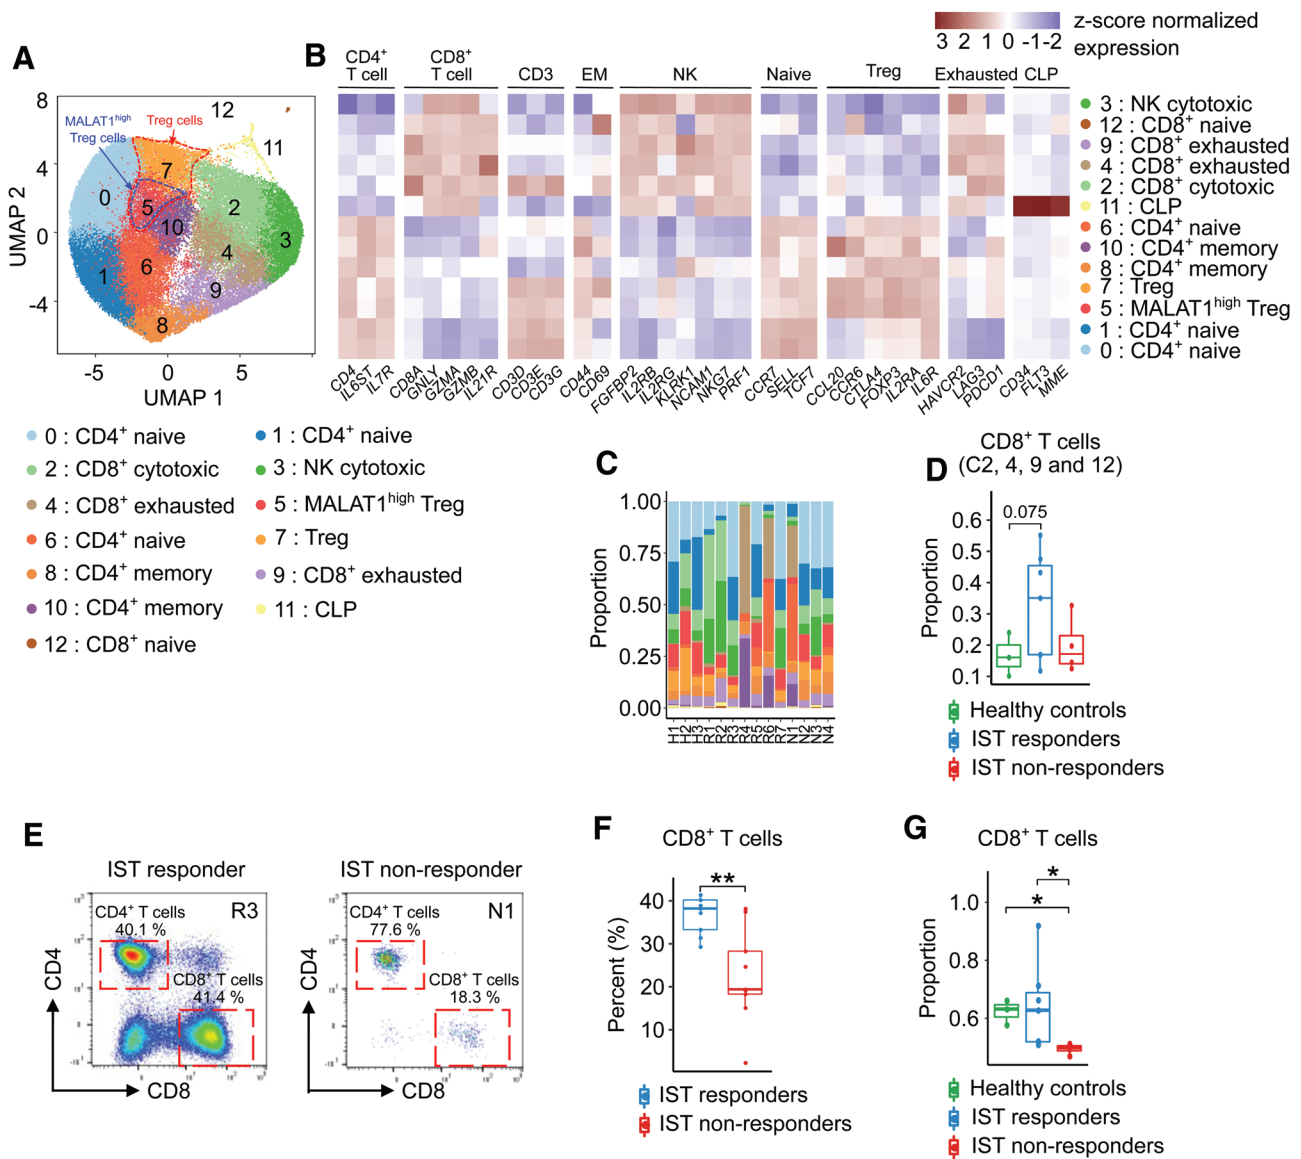 A
8
4
0
-4
UMAP 2
-5
0
5
UMAP 1
MALAT1high
Treg cells
Treg cells
12
11
7
0
5
2
10
3
4
6
1
9
8
B
CD4+
T cell
CD8+
T cell
CD3
EM
NK
Naive
Treg
Exhausted
CLP
3 2 1 0 -1-2
z-score normalized
expression
3 : NK cytotoxic
12 : CD8+ naive
9 : CD8+ exhausted
4 : CD8+ exhausted
2 : CD8+ cytotoxic
11 : CLP
6 : CD4+ naive
10 : CD4+ memory
8 : CD4+ memory
7 : Treg
5 : MALAT1high Treg
1 : CD4+ naive
0 : CD4+ naive
CD4
IL6ST
IL7R
CD8A
GNLY
GZMA
GZMB
IL21R
CD3D
CD3E
CD3G
CD44
CD69
FGFBP2
IL2RB
IL2RG
KLRK1
NCAM1
NKG7
PRF1
CCR7
SELL
TCF7
CCL20
CCR6
CTLA4
FOXP3
IL2RA
IL6R
HAVCR2
LAG3
PDCD1
CD34
FLT3
MME
0 : CD4+ naive
1 : CD4+ naive
2 : CD8+ cytotoxic
3 : NK cytotoxic
4 : CD8+ exhausted
5 : MALAT1high Treg
6 : CD4+ naive
7 : Treg
8 : CD4+ memory
9 : CD8+ exhausted
10 : CD4+ memory
11 : CLP
12 : CD8+ naive
C
1.00
0.75
0.50
0.25
0.00
Proportion
H1
H2
H3
R1
R2
R3
R4
R5
R6
R7
N1
N2
N3
N4
D
CD8+ T cells
(C2, 4, 9 and 12)
0.075
0.6
0.5
0.4
0.3
0.2
0.1
Proportion
Healthy controls
IST responders
IST non-responders
E
IST responder
R3
CD4+ T cells
40.1 %
CD8+ T cells
41.4 %
CD4
CD8
IST non-responder
N1
CD4+ T cells
77.6 %
CD8+ T cells
18.3 %
CD4
CD8
F
CD8+ T cells
**
40
30
20
10
Percent (%)
IST responders
IST non-responders
G
CD8+ T cells
*
*
1.0
0.8
0.6
Proportion
Healthy controls
IST responders
IST non-responders